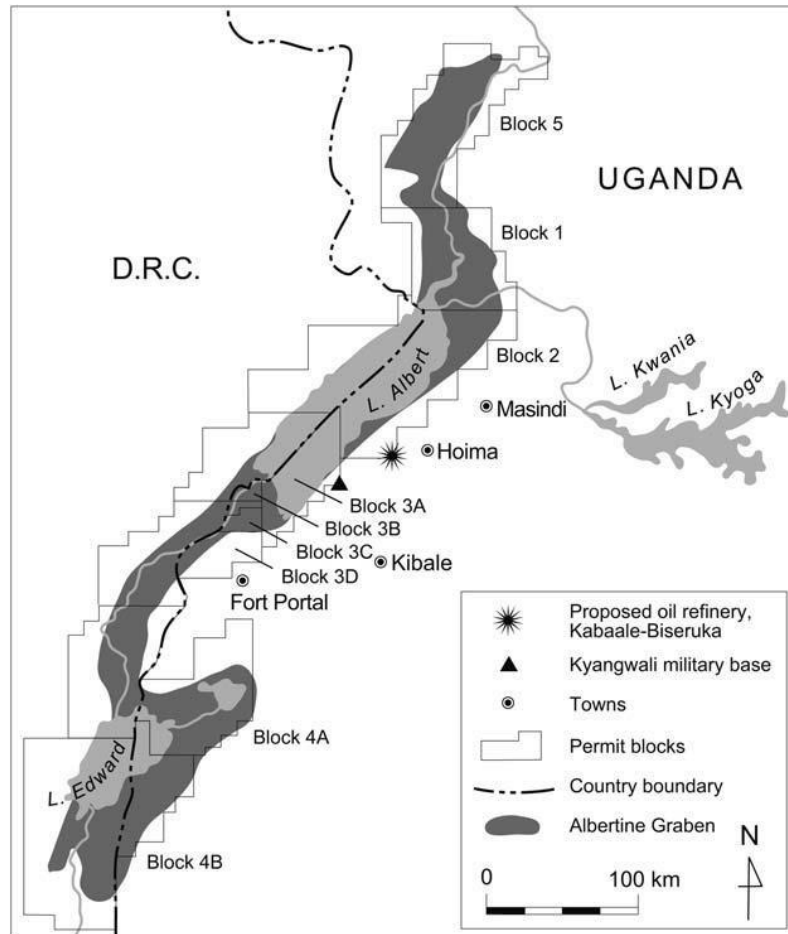 Block 5
UGANDA
Block 1
D.R.C.
Block 2
L. Albert
L. Kwania
L. Kyoga
Masindi
Hoima
Block 3A
Block 3B
Block 3C
Kibale
Block 3D
Fort Portal
Block 4A
L. Edward
Block 4B
Proposed oil refinery,
Kabaale-Biseruka
Kyangwali military base
Towns
Permit blocks
Country boundary
Albertine Graben
N
0 100 km